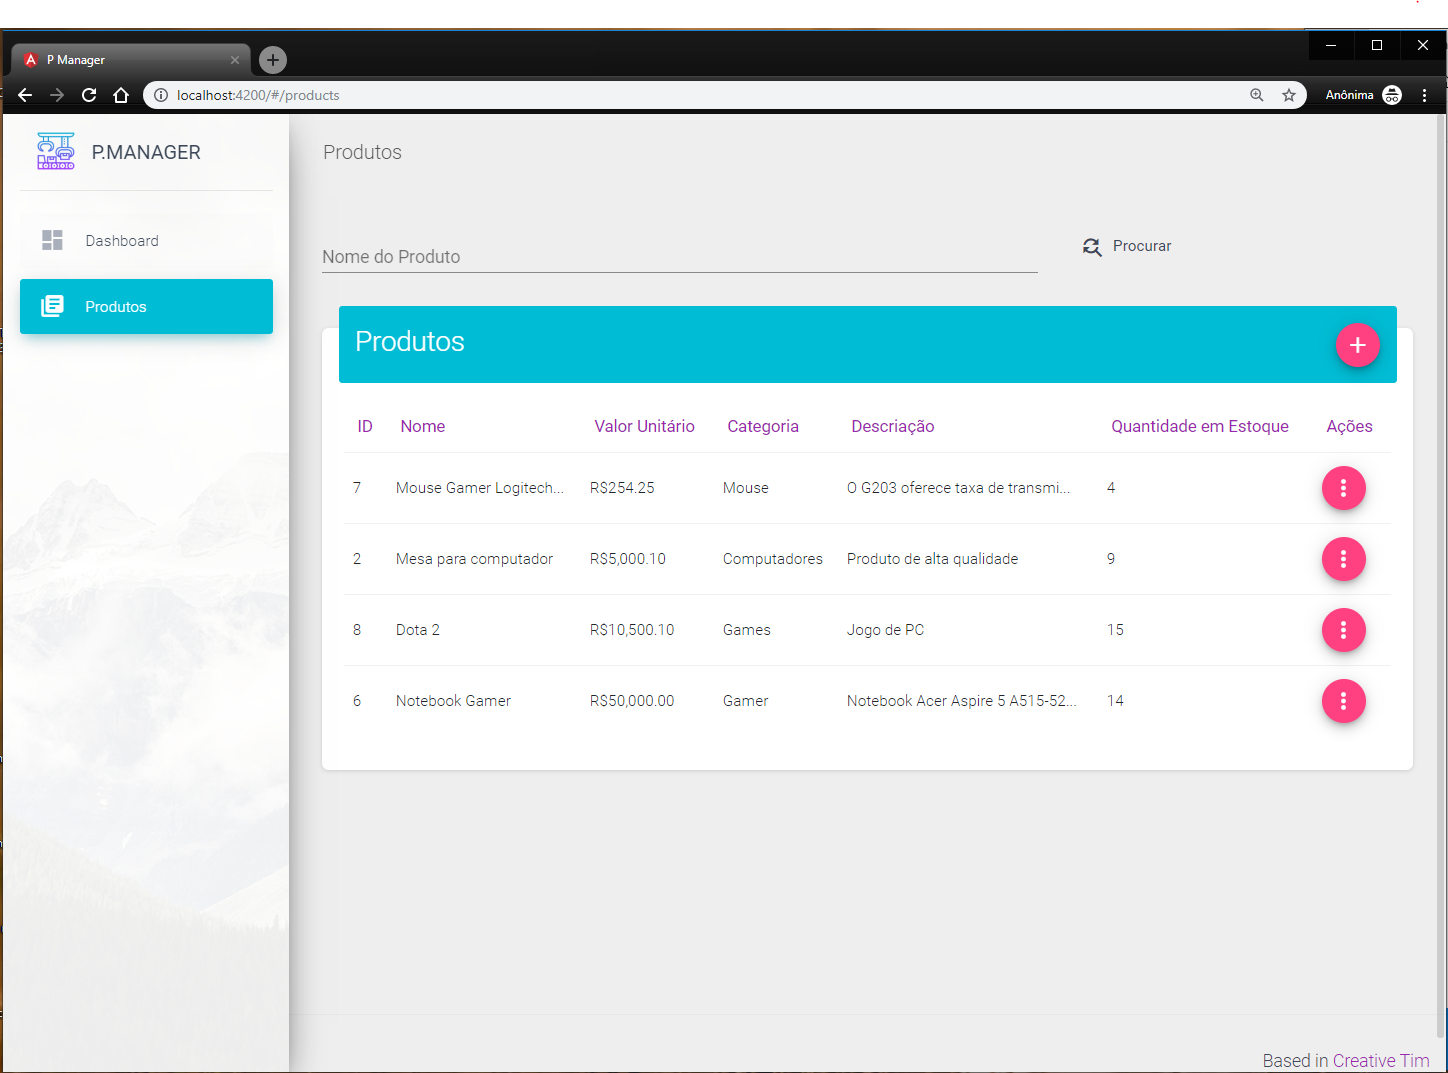 P Manager
localhost:4200/#/products
Anônima
P.MANAGER
Produtos
Dashboard
Produtos
Nome do Produto
Procurar
Produtos
ID Nome Valor Unitário Categoria Descriação Quantidade em Estoque Ações
7 Mouse Gamer Logitech... R$254.25 Mouse O G203 oferece taxa de transmi... 4
2 Mesa para computador R$5,000.10 Computadores Produto de alta qualidade 9
8 Dota 2 R$10,500.10 Games Jogo de PC 15
6 Notebook Gamer R$50,000.00 Gamer Notebook Acer Aspire 5 A515-52... 14
Based in Creative Tim